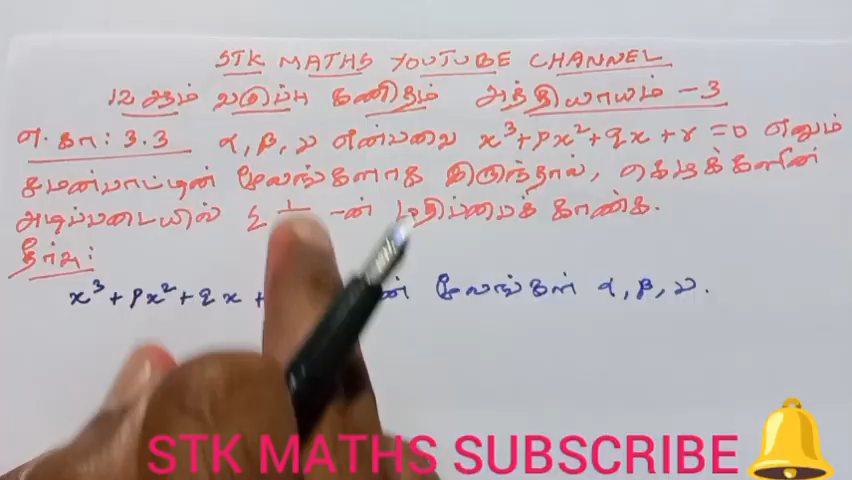 STK MATHS YOUTUBE CHANNEL
12 ஆம் வகுப்பு கணிதம் அத்தியாயம் - 3
எ.கா: 3.3 α, β, γ என்பவை x³+px²+qx+r=0 எனும்
சமன்பாட்டின் மூலங்களாக இருந்தால், கெழுக்களின்
அடிப்படையில் Σ 1 -ன் மதிப்பைக் காண்க.
தீர்வு:
x³+px²+qx + ன் மூலங்கள் α, β, γ.
STK MATHS SUBSCRIBE